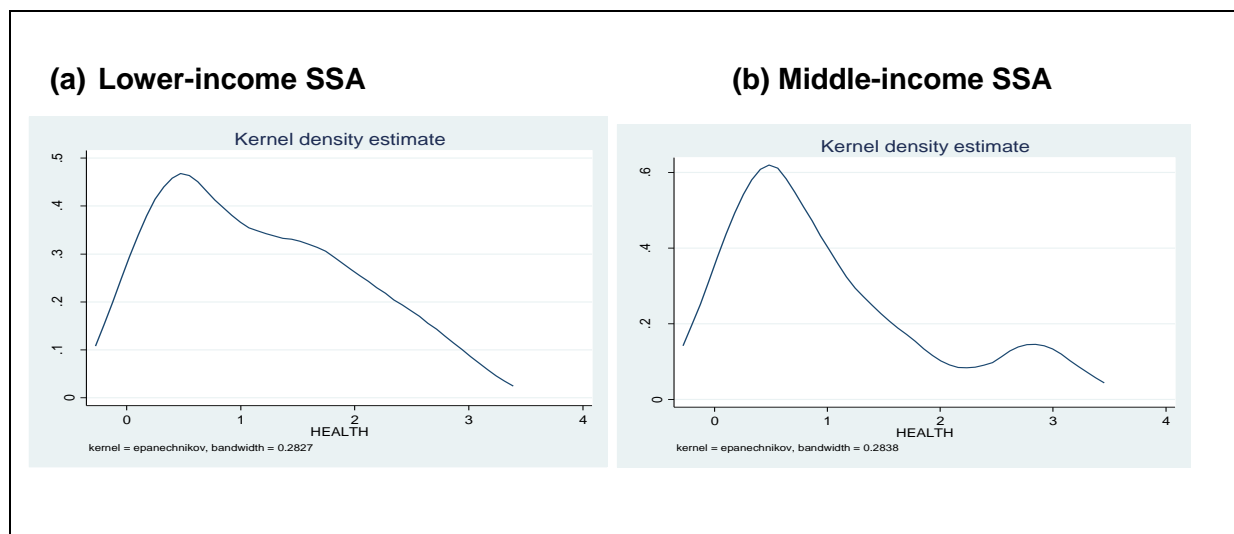 (a) Lower-income SSA
Kernel density estimate
.5
.4
.3
.2
.1
0
0 1 2 3 4
HEALTH
kernel = epanechnikov, bandwidth = 0.2827
(b) Middle-income SSA
Kernel density estimate
.6
.4
.2
0
0 1 2 3 4
HEALTH
kernel = epanechnikov, bandwidth = 0.2838